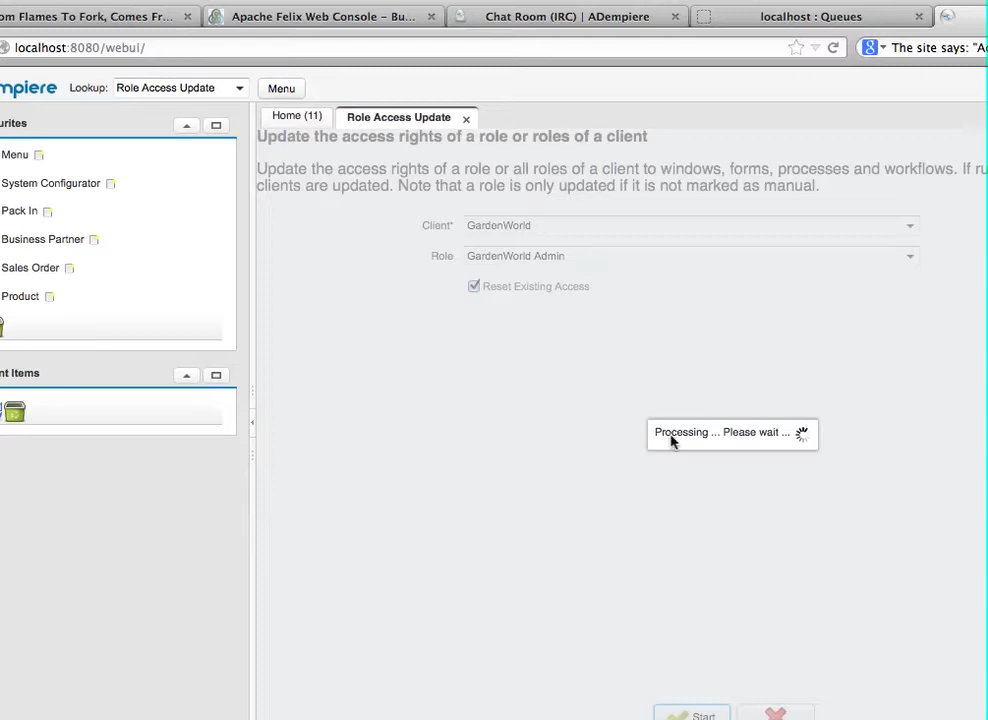 om Flames To Fork, Comes Fr...
Apache Felix Web Console – Bu...
Chat Room (IRC) | ADempiere
localhost : Queues
localhost:8080/webui/
The site says: "Ac
mpiere
Lookup:
Role Access Update
Menu
urites
Home (11)
Role Access Update
Update the access rights of a role or roles of a client
Menu
Update the access rights of a role or all roles of a client to windows, forms, processes and workflows. If ru
System Configurator
clients are updated. Note that a role is only updated if it is not marked as manual.
Pack In
Client* GardenWorld
Business Partner
Role GardenWorld Admin
Sales Order
Reset Existing Access
Product
nt Items
Processing ... Please wait ...
Start